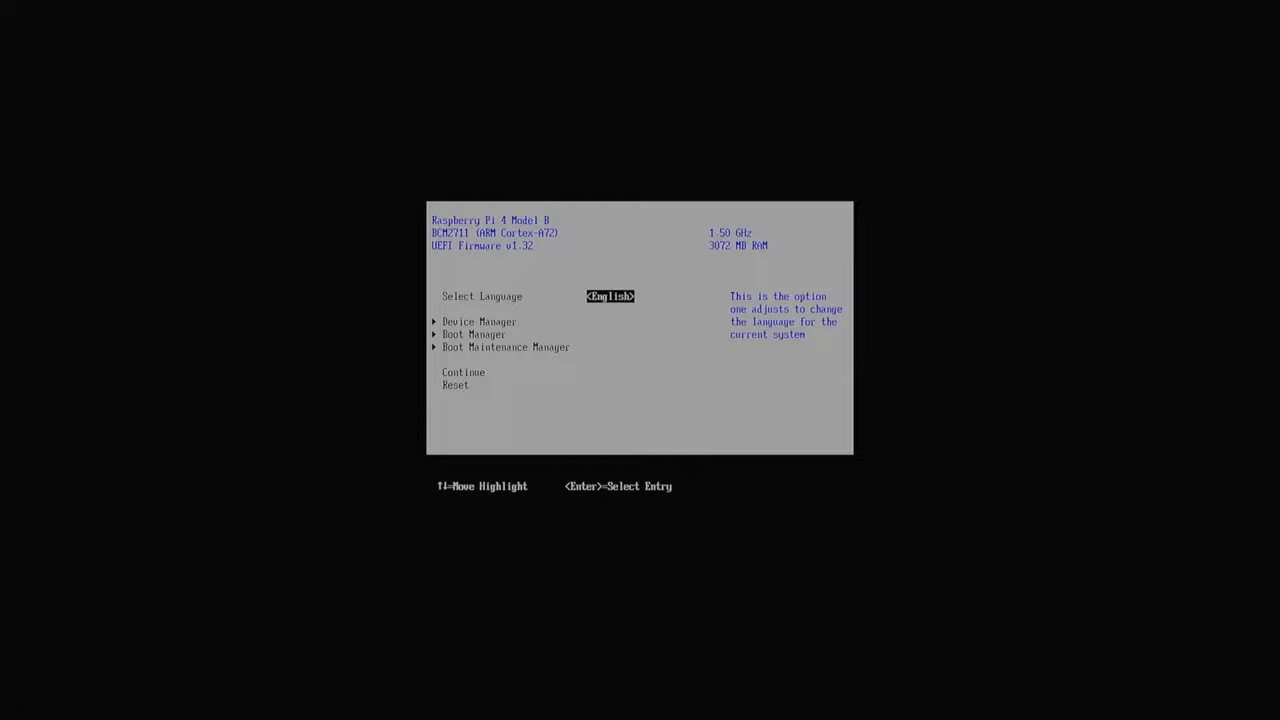 Raspberry Pi 4 Model B
BCM2711 (ARM Cortex-A72) 1.50 GHz
UEFI Firmware v1.32 3072 MB RAM
Select Language <English> This is the option
one adjusts to change
Device Manager the language for the
Boot Manager current system
Boot Maintenance Manager
Continue
Reset
↑↓=Move Highlight <Enter>=Select Entry